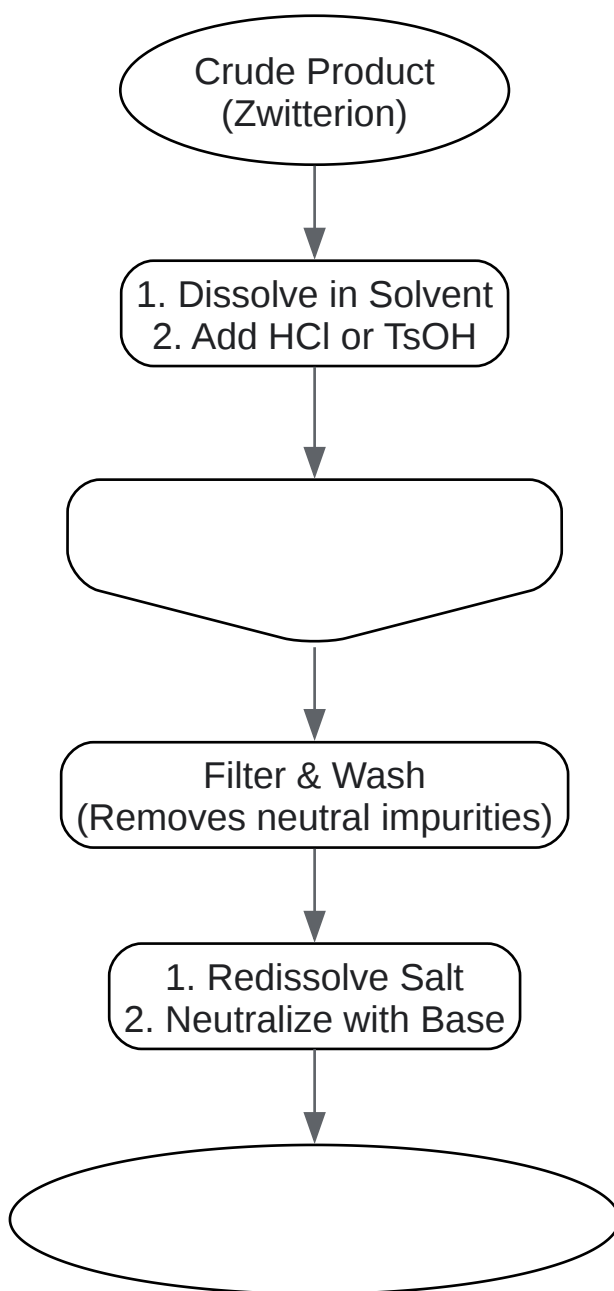 Crude Product
(Zwitterion)
1. Dissolve in Solvent
2. Add HCl or TsOH
Filter & Wash
(Removes neutral impurities)
1. Redissolve Salt
2. Neutralize with Base